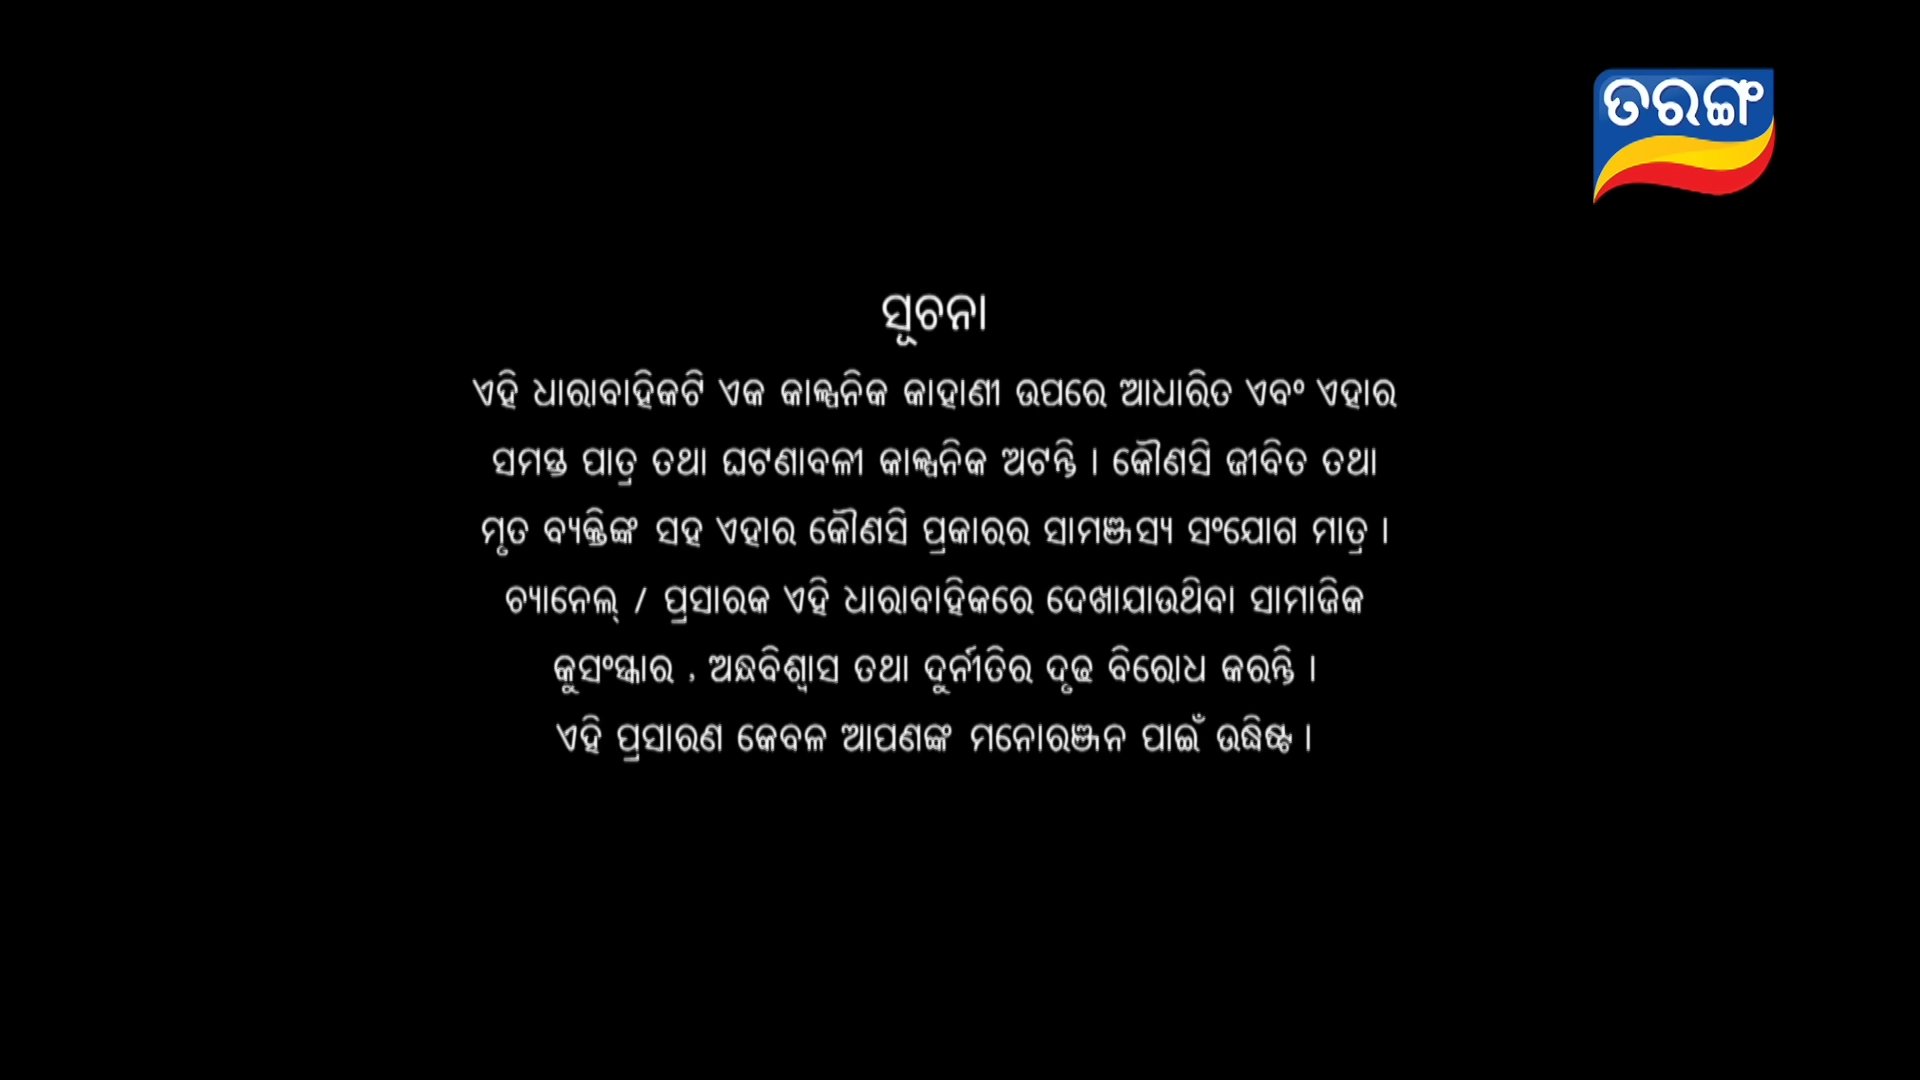 ତରଙ୍ଗ
ସୂଚନା
ଏହି ଧାରାବାହିକଟି ଏକ କାଳ୍ପନିକ କାହାଣୀ ଉପରେ ଆଧାରିତ ଏବଂ ଏହାର
ସମସ୍ତ ପାତ୍ର ତଥା ଘଟଣାବଳୀ କାଳ୍ପନିକ ଅଟନ୍ତି । କୌଣସି ଜୀବିତ ତଥା
ମୃତ ବ୍ୟକ୍ତିଙ୍କ ସହ ଏହାର କୌଣସି ପ୍ରକାରର ସାମଞ୍ଜସ୍ୟ ସଂଯୋଗ ମାତ୍ର ।
ଚ୍ୟାନେଲ୍ / ପ୍ରସାରକ ଏହି ଧାରାବାହିକରେ ଦେଖାଯାଉଥିବା ସାମାଜିକ
କୁସଂସ୍କାର , ଅନ୍ଧବିଶ୍ୱାସ ତଥା ଦୁର୍ନୀତିର ଦୃଢ ବିରୋଧ କରନ୍ତି ।
ଏହି ପ୍ରସାରଣ କେବଳ ଆପଣଙ୍କ ମନୋରଞ୍ଜନ ପାଇଁ ଉଦ୍ଧିଷ୍ଟ ।